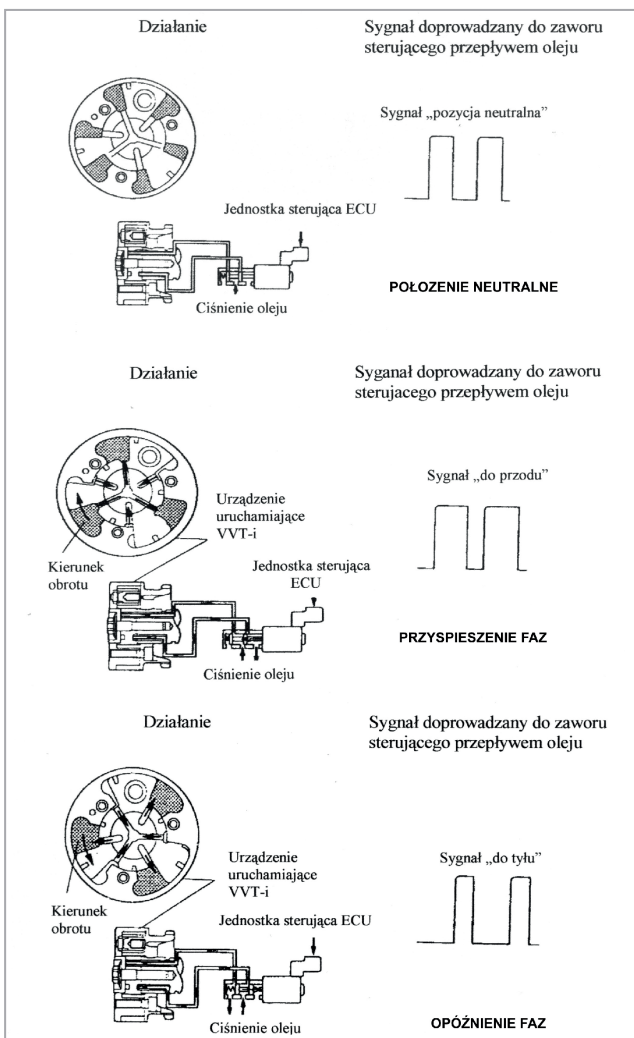 Działanie
Sygnał doprowadzany do zaworu
sterującego przepływem oleju
Sygnał „pozycja neutralna”
Jednostka sterująca ECU
Ciśnienie oleju
POŁOZENIE NEUTRALNE
Działanie
Syganał doprowadzany do zaworu
sterujacego przepływem oleju
Sygnał „do przodu”
Urządzenie
uruchamiające
VVT-i
Kierunek
obrotu
Jednostka sterująca
ECU
Ciśnienie oleju
PRZYSPIESZENIE FAZ
Działanie
Sygnał doprowadzany do zaworu
sterującego przepływem oleju
Sygnał „do tyłu”
Urządzenie
uruchamiające
VVT-i
Kierunek
obrotu
Jednostka sterująca ECU
Ciśnienie oleju
OPÓŹNIENIE FAZ